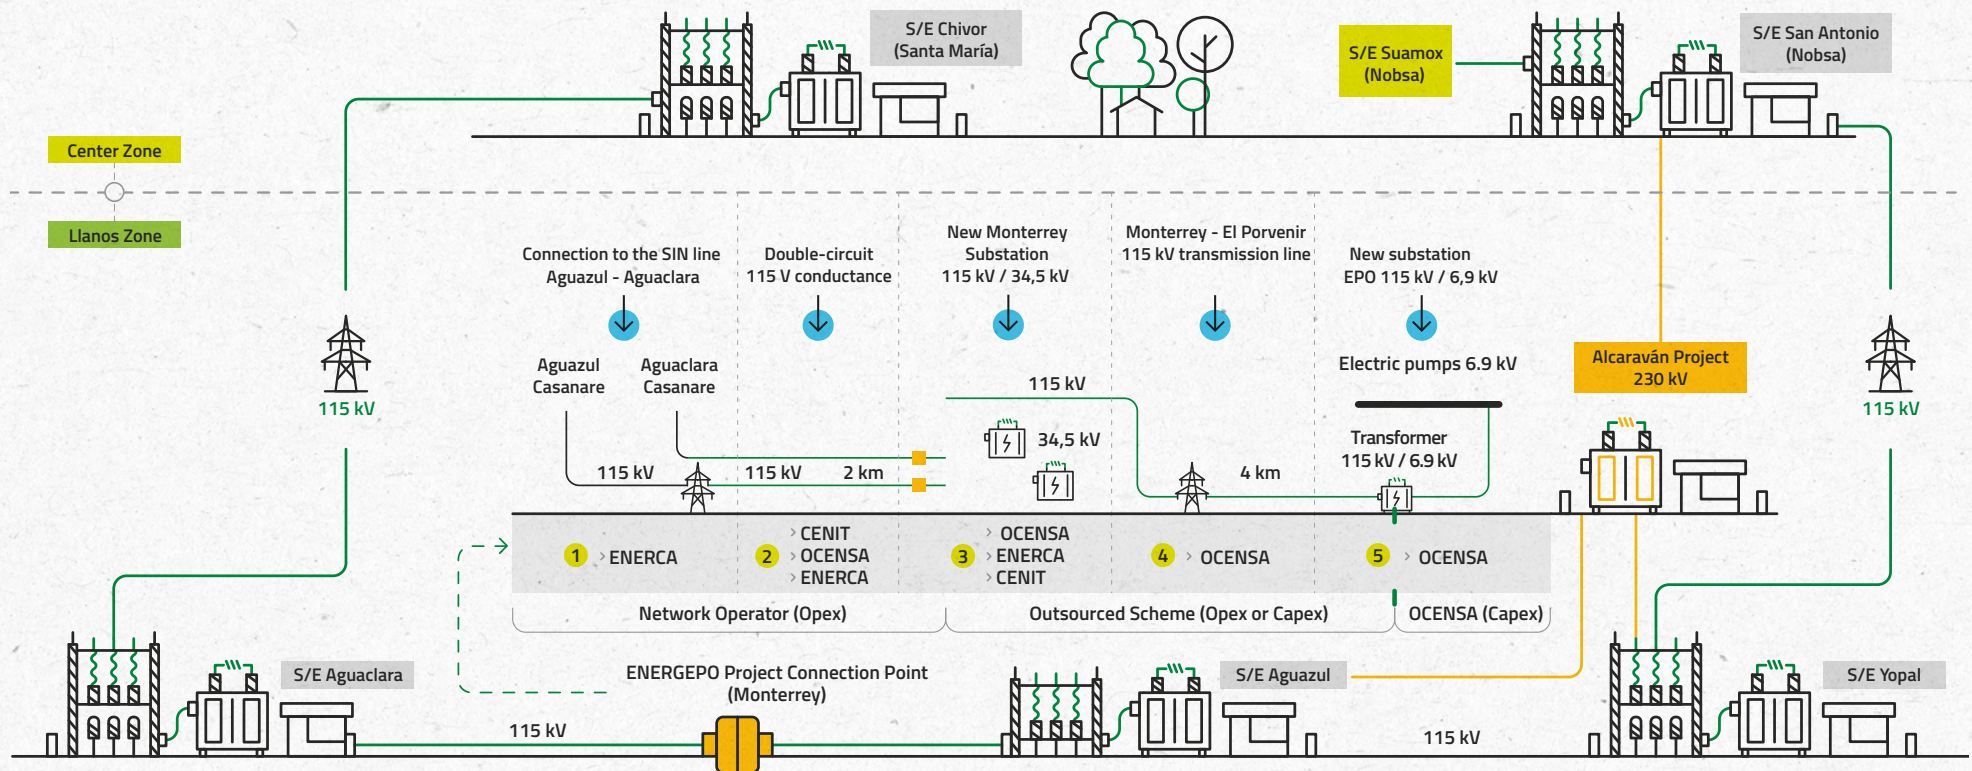 S/E Chivor
(Santa María)
S/E Suamox
(Nobsa)
S/E San Antonio
(Nobsa)
Center Zone
Llanos Zone
Connection to the SIN line
Aguazul - Aguaclara
Double-circuit
115 V conductance
New Monterrey
Substation
115 kV / 34,5 kV
Monterrey - El Porvenir
115 kV transmission line
New substation
EPO 115 kV / 6,9 kV
Aguazul
Casanare
Aguaclara
Casanare
115 kV
Electric pumps 6.9 kV
Alcaraván Project
230 kV
115 kV
115 kV
34,5 kV
Transformer
115 kV / 6.9 kV
115 kV
115 kV
2 km
4 km
1 > ENERCA
2 > CENIT
> OCENSA
> ENERCA
3 > OCENSA
> ENERCA
> CENIT
4 > OCENSA
5 > OCENSA
Network Operator (Opex)
Outsourced Scheme (Opex or Capex)
OCENSA (Capex)
S/E Aguaclara
ENERGEPO Project Connection Point
(Monterrey)
S/E Aguazul
S/E Yopal
115 kV
115 kV